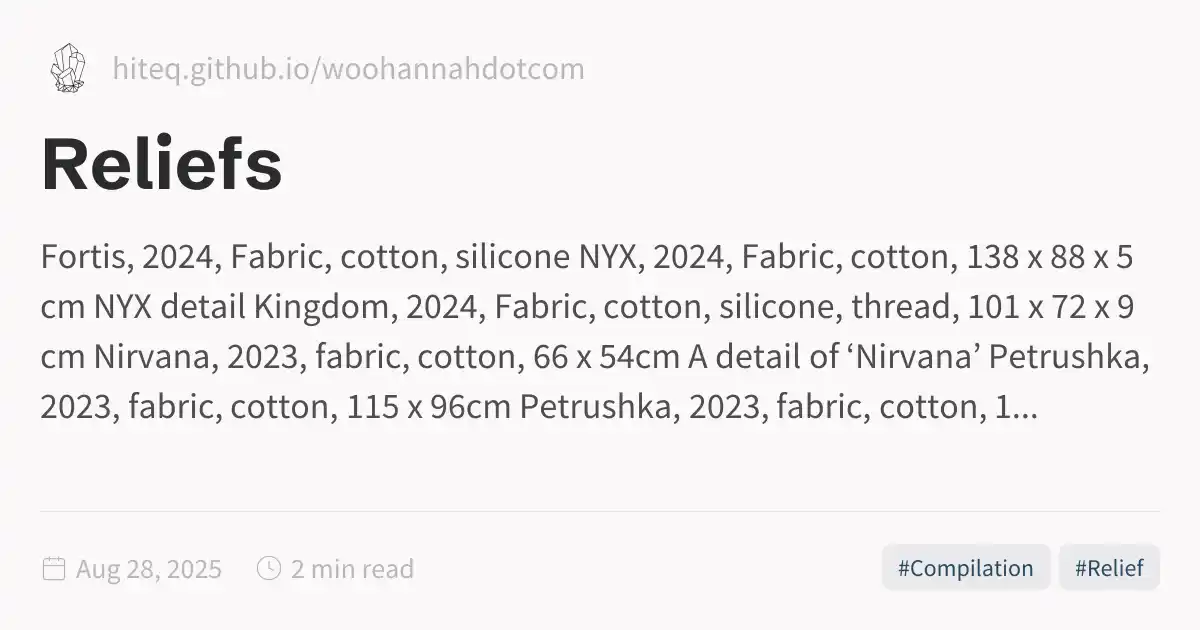 hiteq.github.io/woohannahdotcom
Reliefs
Fortis, 2024, Fabric, cotton, silicone NYX, 2024, Fabric, cotton, 138 x 88 x 5
cm NYX detail Kingdom, 2024, Fabric, cotton, silicone, thread, 101 x 72 x 9
cm Nirvana, 2023, fabric, cotton, 66 x 54cm A detail of ‘Nirvana’ Petrushka,
2023, fabric, cotton, 115 x 96cm Petrushka, 2023, fabric, cotton, 1...
Aug 28, 2025 2 min read #Compilation #Relief